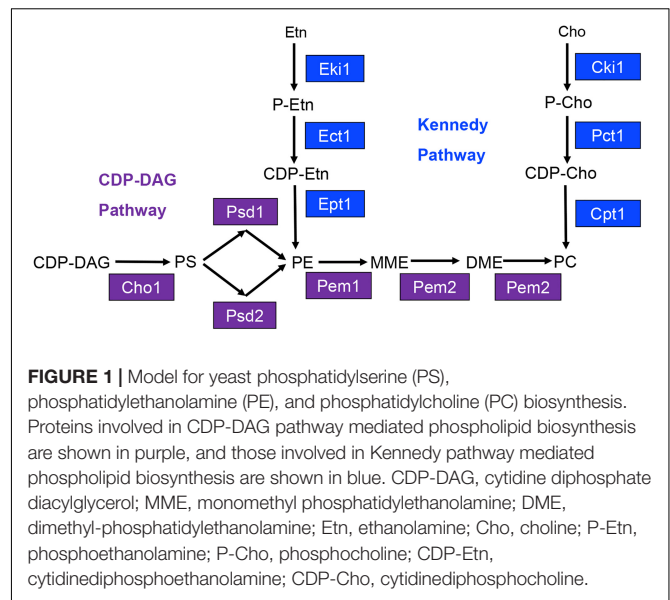 Etn
Cho
Eki1
Cki1
P-Etn
P-Cho
Ect1
Kennedy
Pct1
Pathway
CDP-Etn
CDP-Cho
CDP-DAG
Pathway
Psd1
Ept1
Cpt1
CDP-DAG
PS
PE
MME
DME
PC
Cho1
Pem1
Pem2
Pem2
Psd2
FIGURE 1 | Model for yeast phosphatidylserine (PS),
phosphatidylethanolamine (PE), and phosphatidylcholine (PC) biosynthesis.
Proteins involved in CDP-DAG pathway mediated phospholipid biosynthesis
are shown in purple, and those involved in Kennedy pathway mediated
phospholipid biosynthesis are shown in blue. CDP-DAG, cytidine diphosphate
diacylglycerol; MME, monomethyl phosphatidylethanolamine; DME,
dimethyl-phosphatidylethanolamine; Etn, ethanolamine; Cho, choline; P-Etn,
phosphoethanolamine; P-Cho, phosphocholine; CDP-Etn,
cytidinediphosphoethanolamine; CDP-Cho, cytidinediphosphocholine.